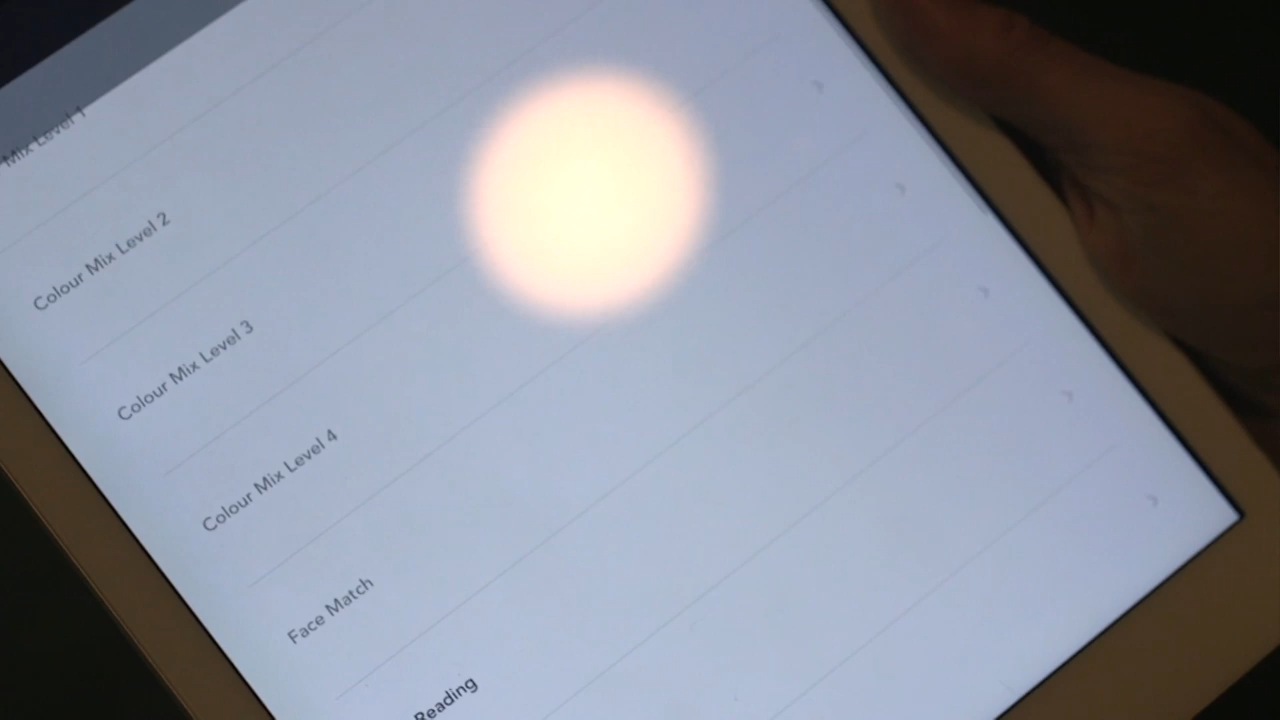 Mix Level 1
Colour Mix Level 2
Colour Mix Level 3
Colour Mix Level 4
Face Match
Reading